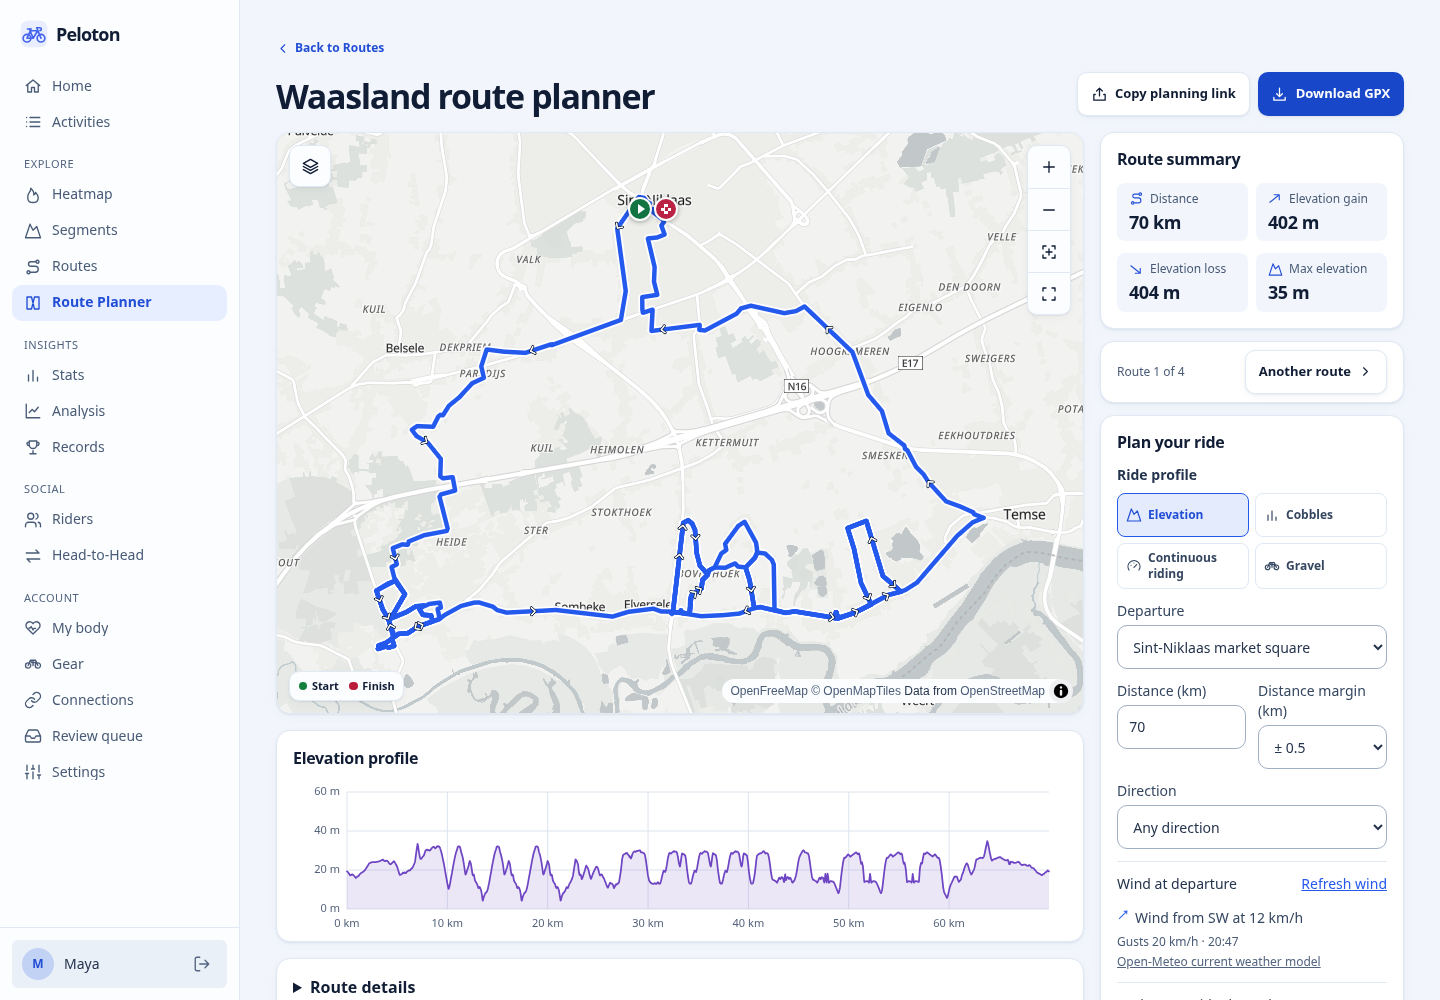 Peloton
Home
Activities
EXPLORE
Heatmap
Segments
Routes
Route Planner
INSIGHTS
Stats
Analysis
Records
SOCIAL
Riders
Head-to-Head
ACCOUNT
My body
Gear
Connections
Review queue
Settings
M
Maya
Back to Routes
Waasland route planner
Copy planning link
Download GPX
VELLE
VALK
DEN DOORN
EIGENLO
KUIL
Belsele
DEKPRIEM
HOOGKAMEREN
E17
SWEIGERS
PARADIJS
N16
EEKHOUTDRIES
KUIL
HEIMOLEN
KETTERMUIT
STOKTHOEK
Temse
STER
HEIDE
Sombeke
Elversele
Start
Finish
OpenFreeMap © OpenMapTiles Data from OpenStreetMap
Elevation profile
60 m
40 m
20 m
0 m
0 km
10 km
20 km
30 km
40 km
50 km
60 km
Route details
Route summary
Distance
70 km
Elevation gain
402 m
Elevation loss
404 m
Max elevation
35 m
Route 1 of 4
Another route
Plan your ride
Ride profile
Elevation
Cobbles
Continuous
riding
Gravel
Departure
Sint-Niklaas market square
Distance (km)
70
Distance margin
(km)
± 0.5
Direction
Any direction
Wind at departure
Refresh wind
Wind from SW at 12 km/h
Gusts 20 km/h · 20:47
Open-Meteo current weather model